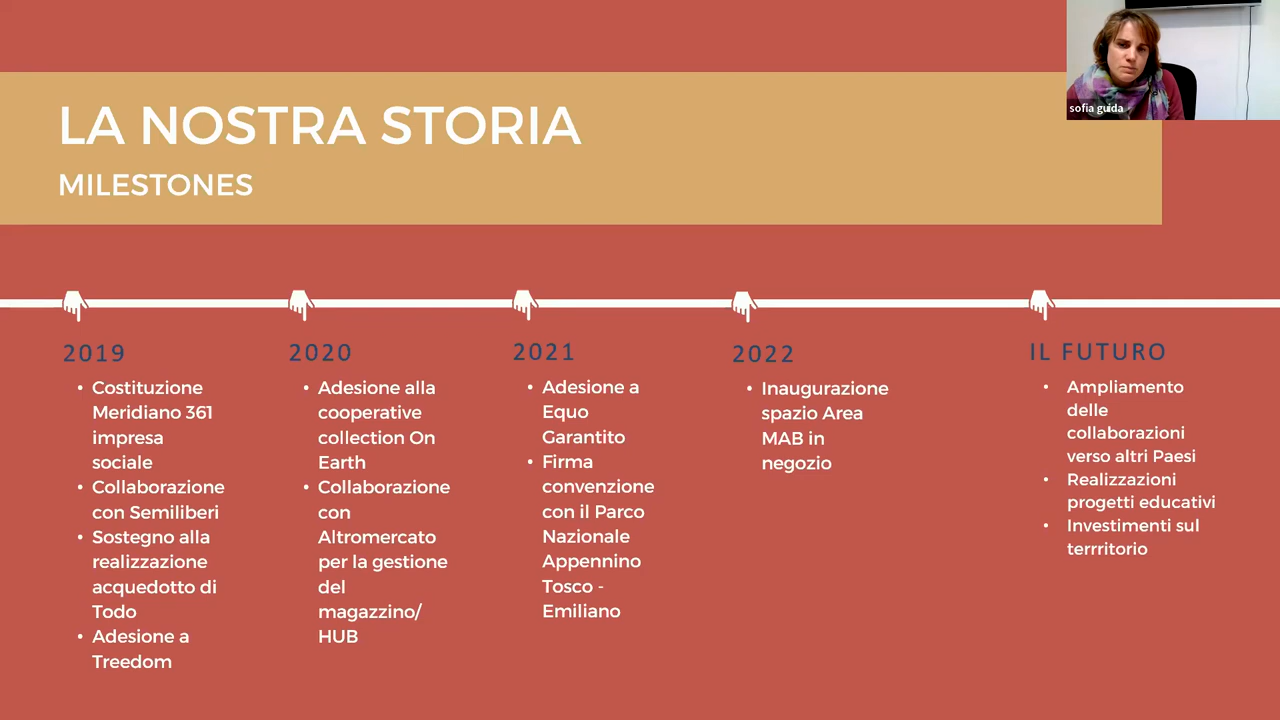 sofia guida
LA NOSTRA STORIA
MILESTONES
2019
• Costituzione
Meridiano 361
impresa
sociale
• Collaborazione
con Semiliberi
• Sostegno alla
realizzazione
acquedotto di
Todo
• Adesione a
Treedom
2020
• Adesione alla
cooperative
collection On
Earth
• Collaborazione
con
Altromercato
per la gestione
del
magazzino/
HUB
2021
• Adesione a
Equo
Garantito
• Firma
convenzione
con il Parco
Nazionale
Appennino
Tosco -
Emiliano
2022
• Inaugurazione
spazio Area
MAB in
negozio
IL FUTURO
• Ampliamento
delle
collaborazioni
verso altri Paesi
• Realizzazioni
progetti educativi
• Investimenti sul
terrritorio